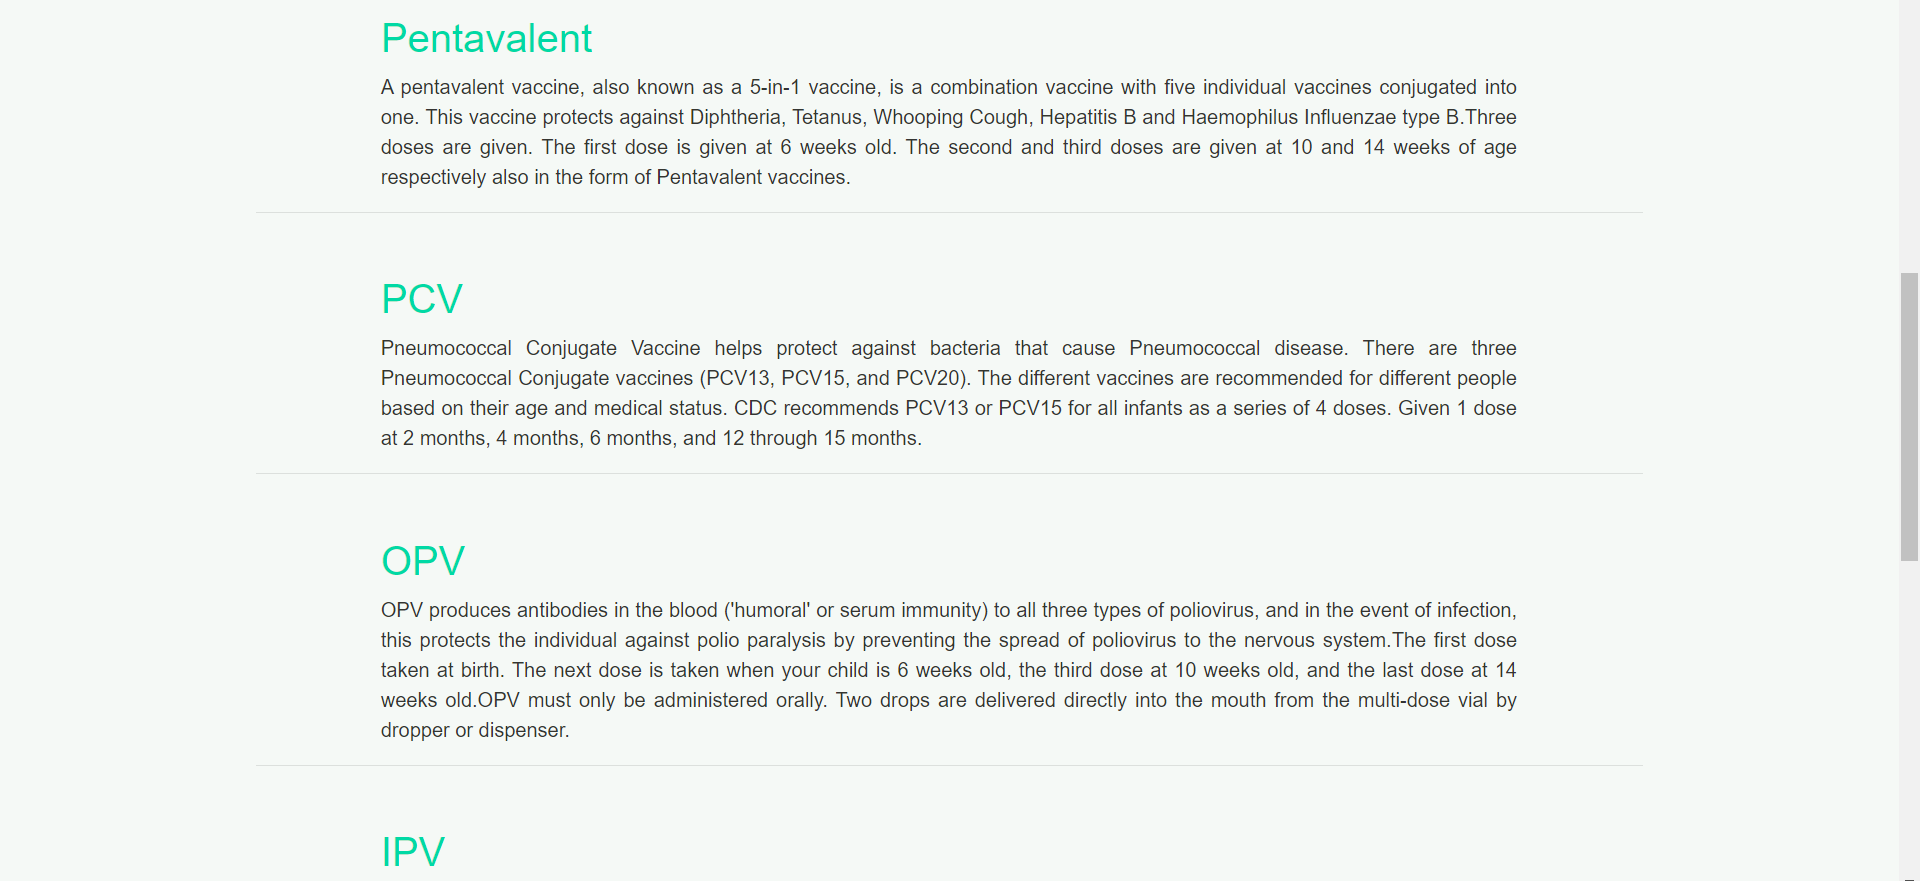 Pentavalent
A pentavalent vaccine, also known as a 5-in-1 vaccine, is a combination vaccine with five individual vaccines conjugated into
one. This vaccine protects against Diphtheria, Tetanus, Whooping Cough, Hepatitis B and Haemophilus Influenzae type B.Three
doses are given. The first dose is given at 6 weeks old. The second and third doses are given at 10 and 14 weeks of age
respectively also in the form of Pentavalent vaccines.
PCV
Pneumococcal Conjugate Vaccine helps protect against bacteria that cause Pneumococcal disease. There are three
Pneumococcal Conjugate vaccines (PCV13, PCV15, and PCV20). The different vaccines are recommended for different people
based on their age and medical status. CDC recommends PCV13 or PCV15 for all infants as a series of 4 doses. Given 1 dose
at 2 months, 4 months, 6 months, and 12 through 15 months.
OPV
OPV produces antibodies in the blood ('humoral' or serum immunity) to all three types of poliovirus, and in the event of infection,
this protects the individual against polio paralysis by preventing the spread of poliovirus to the nervous system.The first dose
taken at birth. The next dose is taken when your child is 6 weeks old, the third dose at 10 weeks old, and the last dose at 14
weeks old.OPV must only be administered orally. Two drops are delivered directly into the mouth from the multi-dose vial by
dropper or dispenser.
IPV